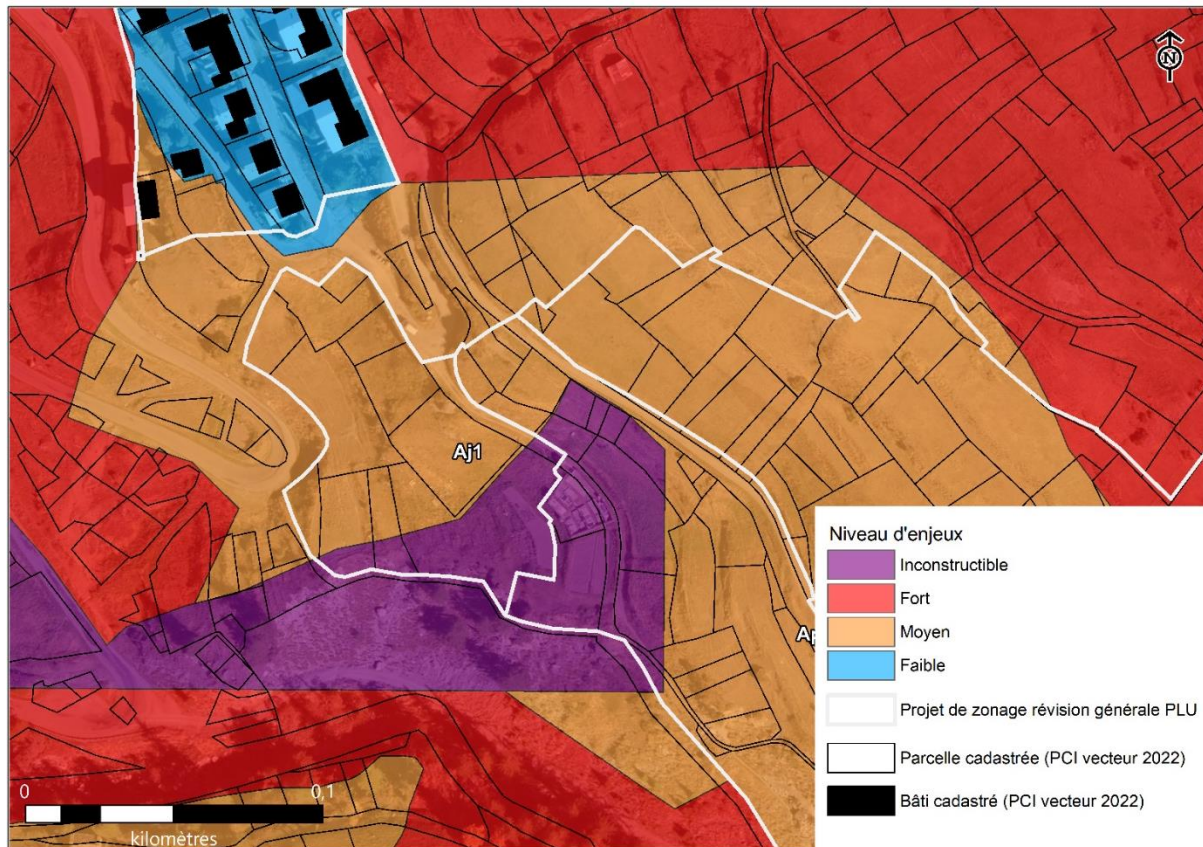 N
Aj1
Ap
Niveau d'enjeux
Inconstructible
Fort
Moyen
Faible
Projet de zonage révision générale PLU
Parcelle cadastrée (PCI vecteur 2022)
Bâti cadastré (PCI vecteur 2022)
0 0,1
kilomètres